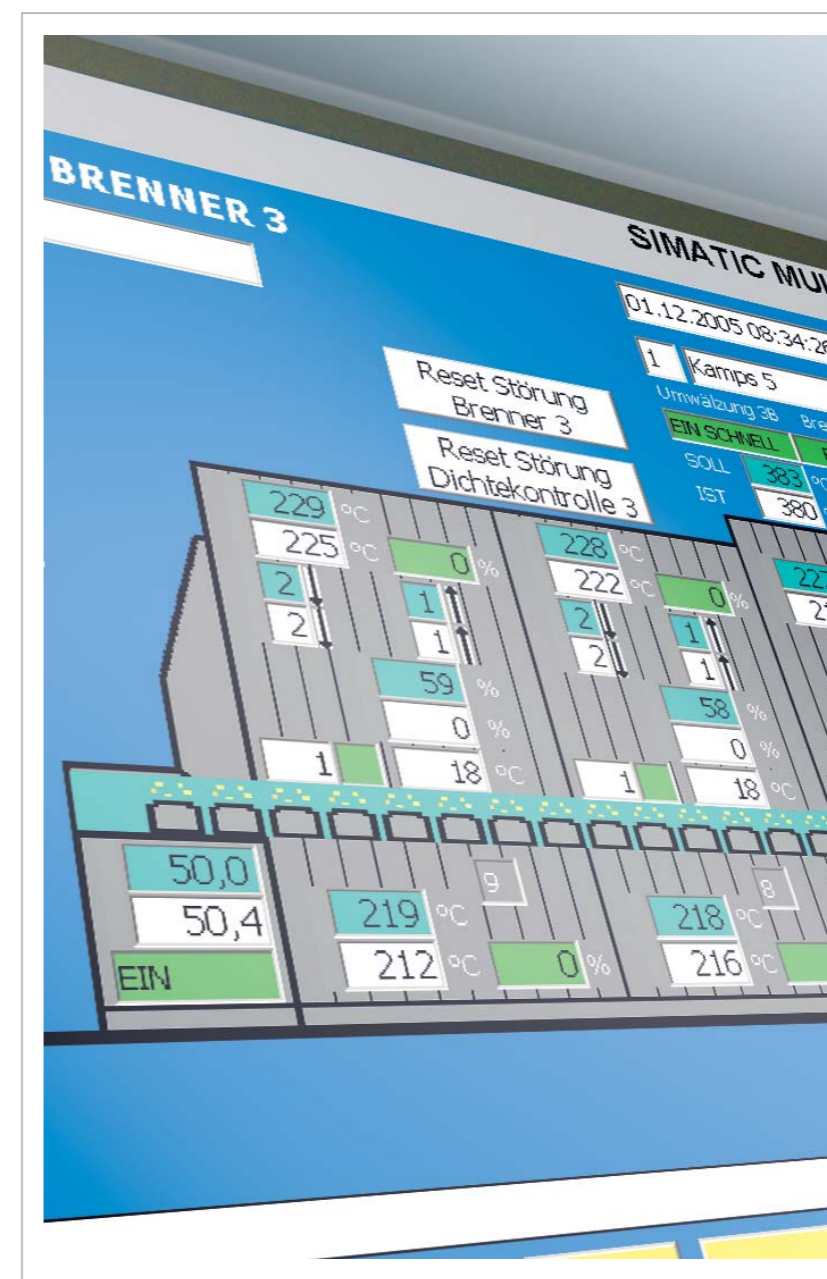 BRENNER 3
SIMATIC
01.12.2005 08:34:26
1 Kamps 5
Umwälzung 3B
EIN SCHNELL
SOLL 383
IST 380
Reset Störung
Brenner 3
Reset Störung
Dichtekontrolle 3
229 °C
225 °C 0 %
2 1
2 1
59 %
0 %
1 18 °C
228 °C
222 °C 0 %
2 1
2 1
58 %
0 %
1 18 °C
50,0
50,4
EIN
219 °C 9
212 °C 0 %
218 °C 8
216 °C